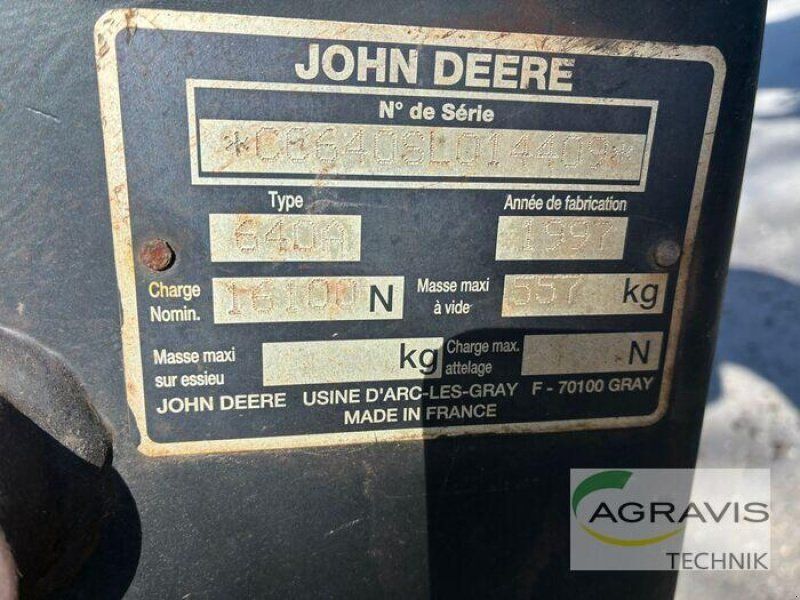 JOHN DEERE
N° de Série
*CC640SL014409*
Type
640A
Année de fabrication
1997
Charge Nomin.
16100 N
Masse maxi à vide
557 kg
Masse maxi sur essieu
kg
Charge max. attelage
N
JOHN DEERE USINE D'ARC-LES-GRAY F - 70100 GRAY
MADE IN FRANCE
AGRAVIS
TECHNIK